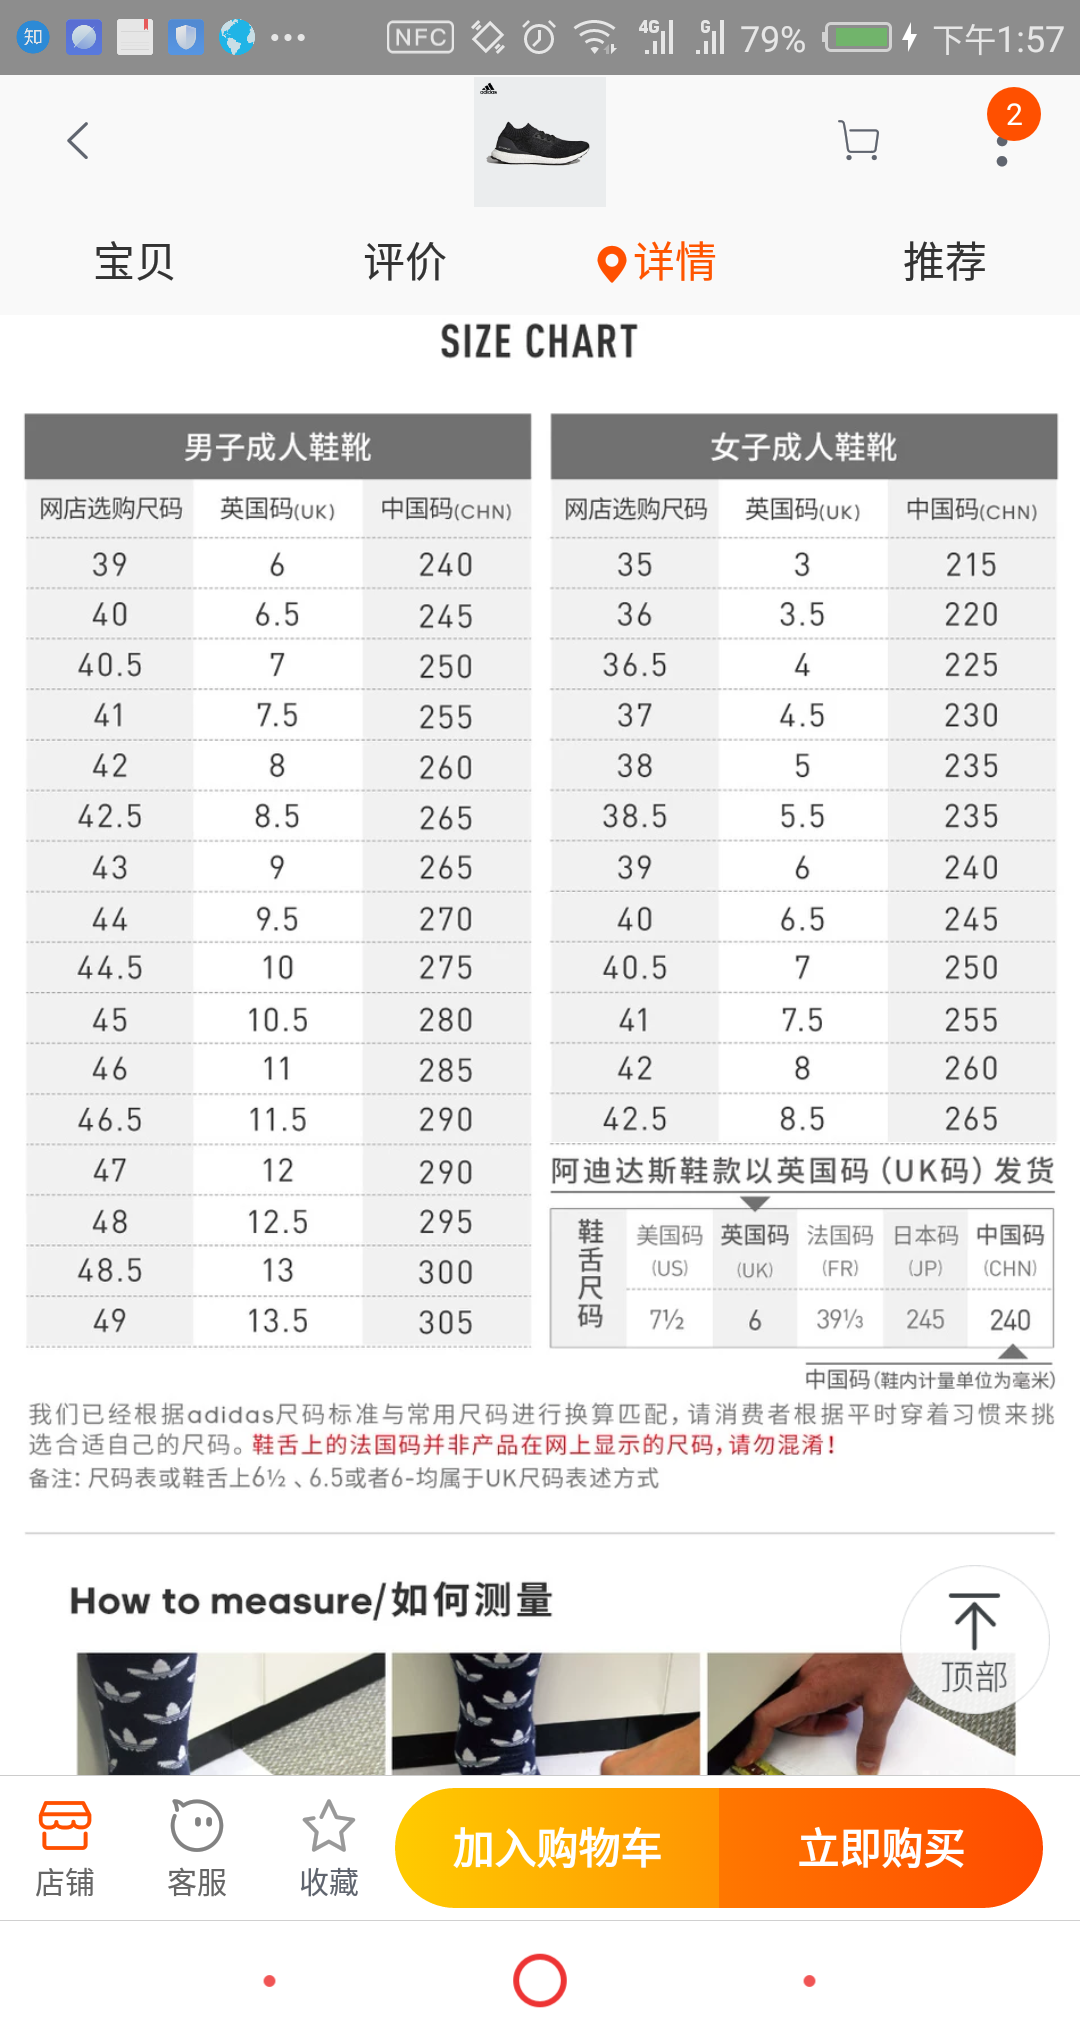 知 NFC 4G G 79% 下午1:57
adidas
2
宝贝 评价 详情 推荐
SIZE CHART
男子成人鞋靴
网店选购尺码 英国码(UK) 中国码(CHN)
39 6 240
40 6.5 245
40.5 7 250
41 7.5 255
42 8 260
42.5 8.5 265
43 9 265
44 9.5 270
44.5 10 275
45 10.5 280
46 11 285
46.5 11.5 290
47 12 290
48 12.5 295
48.5 13 300
49 13.5 305
女子成人鞋靴
网店选购尺码 英国码(UK) 中国码(CHN)
35 3 215
36 3.5 220
36.5 4 225
37 4.5 230
38 5 235
38.5 5.5 235
39 6 240
40 6.5 245
40.5 7 250
41 7.5 255
42 8 260
42.5 8.5 265
阿迪达斯鞋款以英国码（UK码）发货
鞋舌尺码
美国码 英国码 法国码 日本码 中国码
(US) (UK) (FR) (JP) (CHN)
7½ 6 39⅓ 245 240
中国码(鞋内计量单位为毫米)
我们已经根据adidas尺码标准与常用尺码进行换算匹配，请消费者根据平时穿着习惯来挑
选合适自己的尺码。鞋舌上的法国码并非产品在网上显示的尺码，请勿混淆！
备注: 尺码表或鞋舌上6½ 、6.5或者6-均属于UK尺码表述方式
How to measure/如何测量
顶部
店铺 客服 收藏 加入购物车 立即购买